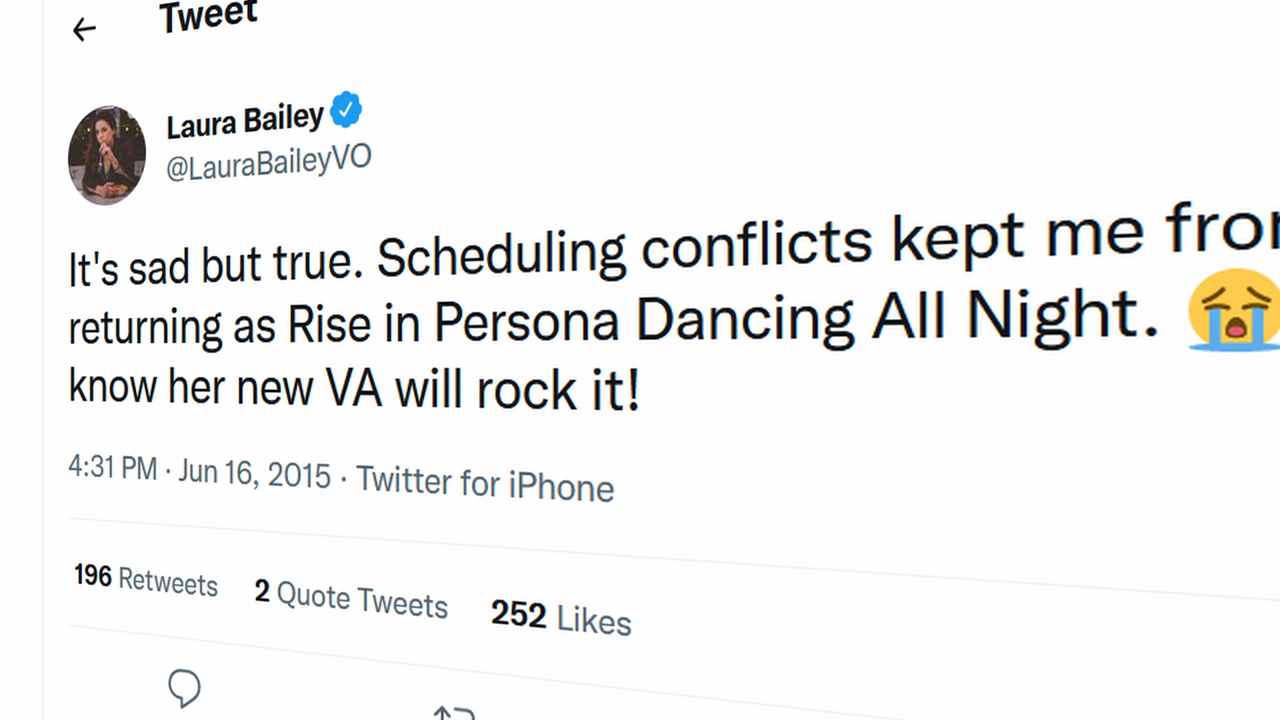 Tweet
Laura Bailey
@LauraBaileyVO
It's sad but true. Scheduling conflicts kept me
returning as Rise in Persona Dancing All Night. 😭
know her new VA will rock it!
4:31 PM · Jun 16, 2015 · Twitter for iPhone
196 Retweets 2 Quote Tweets 252 Likes